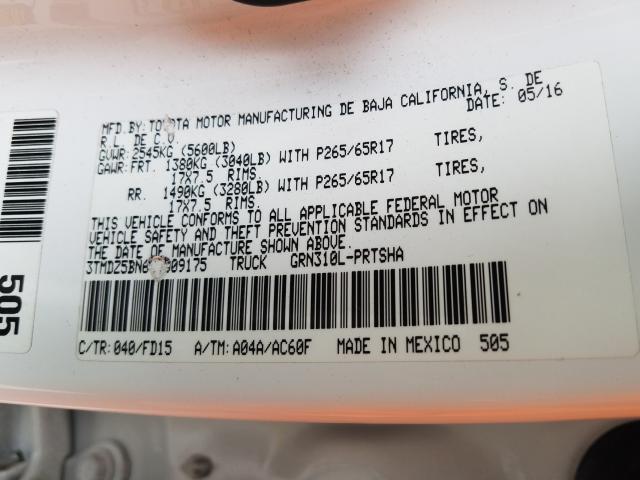 MFD.BY:TOYOTA MOTOR MANUFACTURING DE BAJA CALIFORNIA, S. DE
R.L. DE C.V. DATE: 05/16
GVWR:2545KG (5600LB)
GAWR:FRT. 1380KG (3040LB) WITH P265/65R17 TIRES,
17X7.5 RIMS.
RR. 1490KG (3280LB) WITH P265/65R17 TIRES,
17X7.5 RIMS.
THIS VEHICLE CONFORMS TO ALL APPLICABLE FEDERAL MOTOR
VEHICLE SAFETY AND THEFT PREVENTION STANDARDS IN EFFECT ON
THE DATE OF MANUFACTURE SHOWN ABOVE.
TRUCK GRN310L-PRTSHA
C/TR:040/FD15 A/TM:A04A/AC60F MADE IN MEXICO 505
505